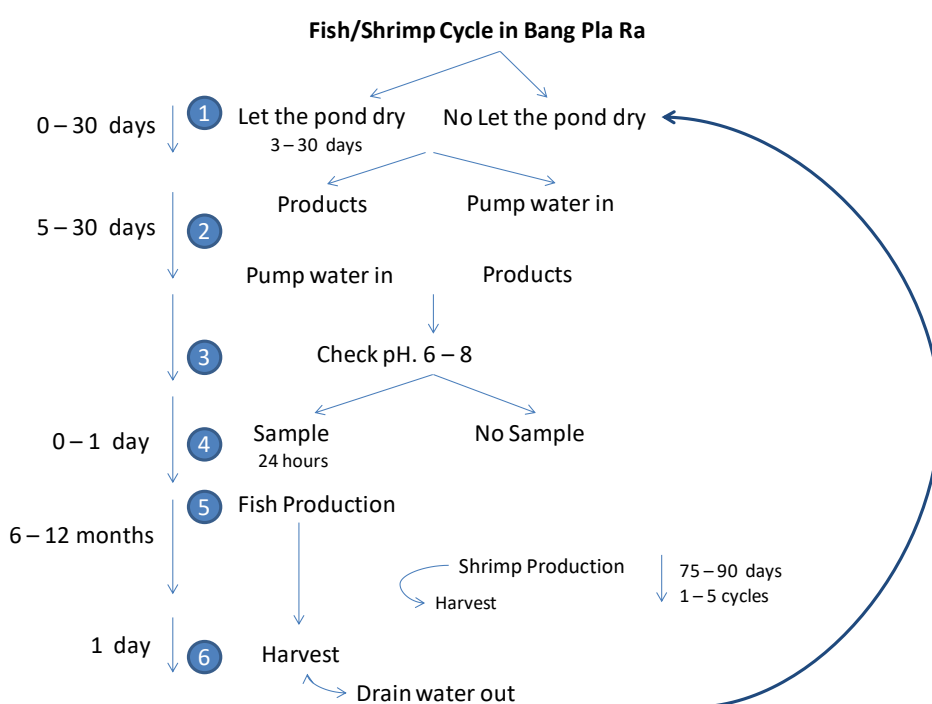 Fish/Shrimp Cycle in Bang Pla Ra
0 – 30 days
1
Let the pond dry
No Let the pond dry
3 – 30 days
5 – 30 days
2
Products
Pump water in
Pump water in
Products
3
Check pH. 6 – 8
0 – 1 day
4
Sample
No Sample
24 hours
5
Fish Production
6 – 12 months
Shrimp Production
75 – 90 days
Harvest
1 – 5 cycles
1 day
6
Harvest
Drain water out